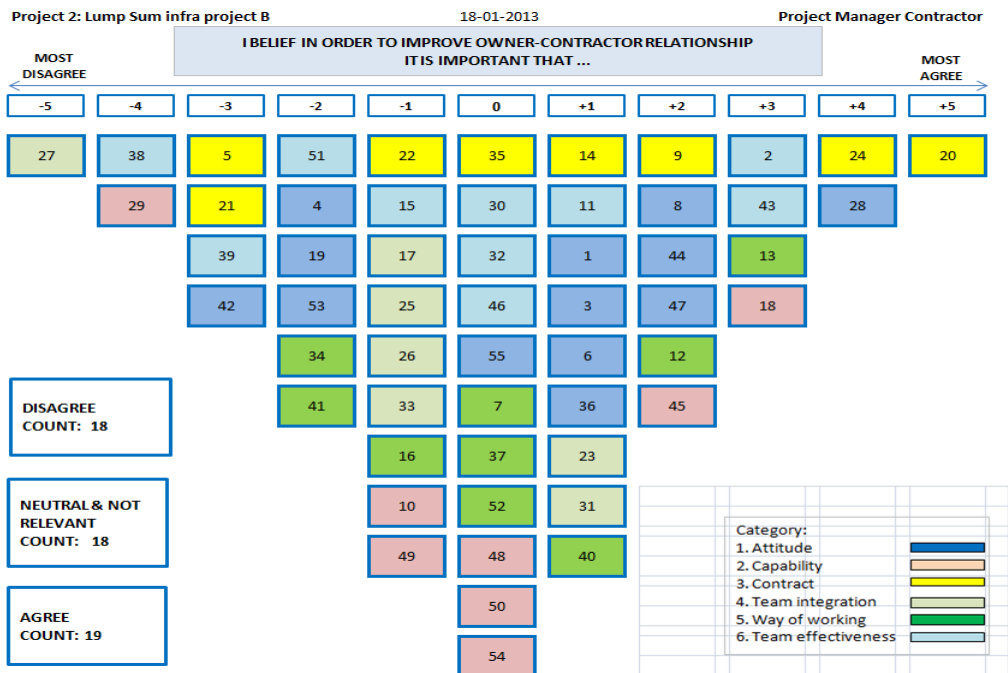 Project 2: Lump Sum infra project B 18-01-2013 Project Manager Contractor
I BELIEF IN ORDER TO IMPROVE OWNER-CONTRACTOR RELATIONSHIP
IT IS IMPORTANT THAT ...
MOST
DISAGREE
MOST
AGREE
-5 -4 -3 -2 -1 0 +1 +2 +3 +4 +5
27 38 5 51 22 35 14 9 2 24 20
29 21 4 15 30 11 8 43 28
39 19 17 32 1 44 13
42 53 25 46 3 47 18
34 26 55 6 12
41 33 7 36 45
16 37 23
10 52 31
49 48 40
50
54
DISAGREE
COUNT: 18
NEUTRAL & NOT
RELEVANT
COUNT: 18
AGREE
COUNT: 19
Category:
1. Attitude
2. Capability
3. Contract
4. Team integration
5. Way of working
6. Team effectiveness